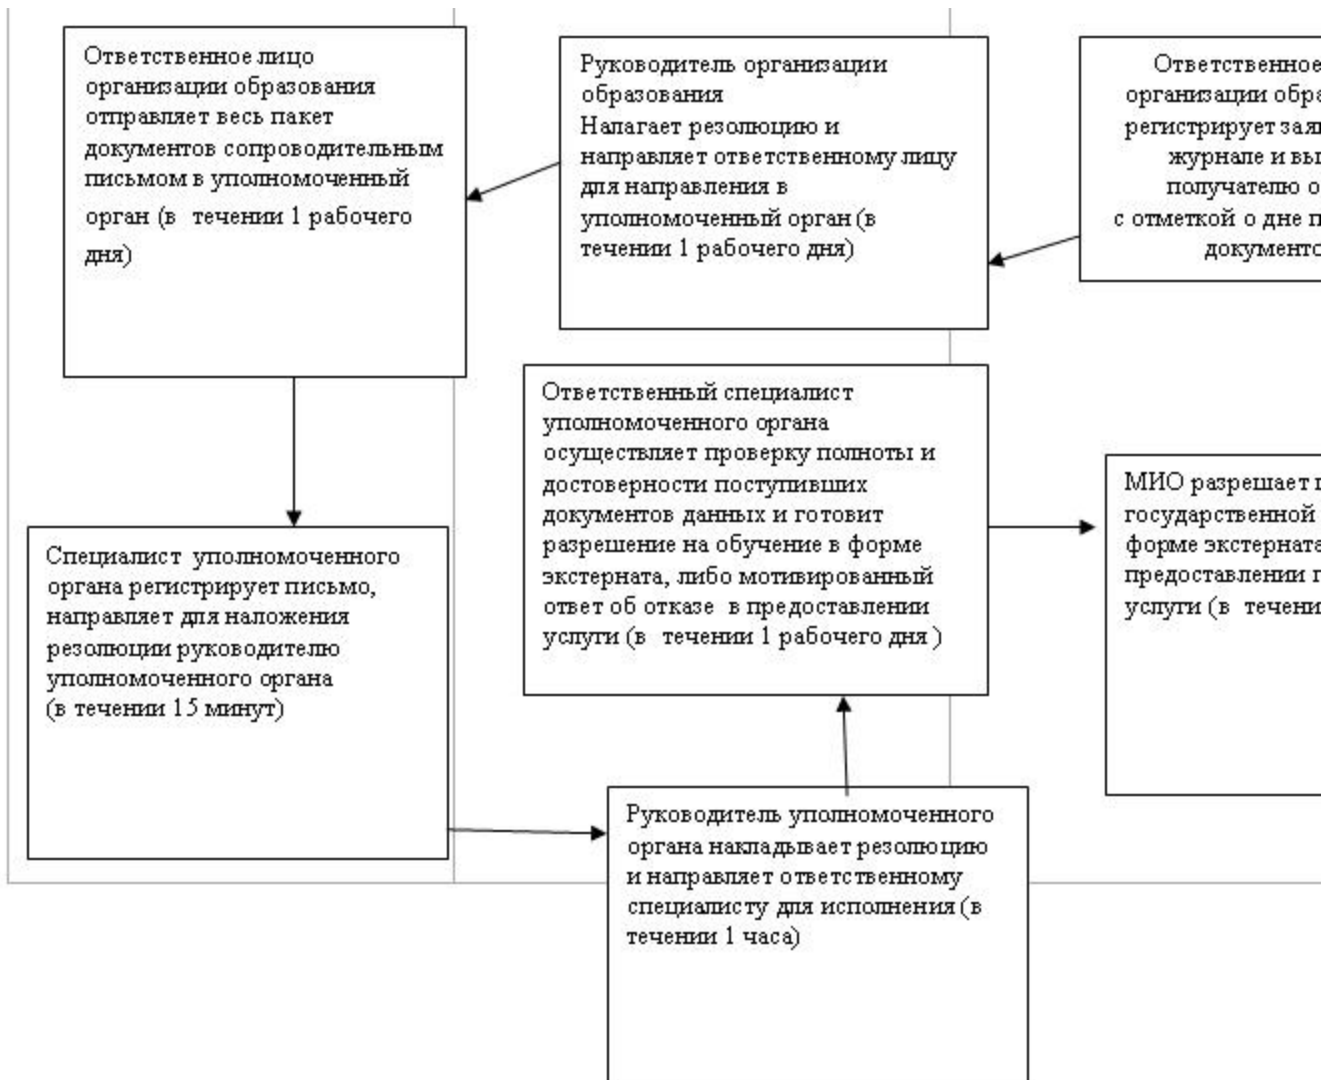 Ответственное лицо
организации образования
отправляет весь пакет
документов сопроводительным
письмом в уполномоченный
орган (в течении 1 рабочего
дня)
Руководитель организации
образования
Налагает резолюцию и
направляет ответственному лицу
для направления в
уполномоченный орган (в
течении 1 рабочего дня)
Ответственное
организации
регистрирует
журнале и
получателю
с отметкой о дне
Ответственный специалист
уполномоченного органа
осуществляет проверку полноты и
достоверности поступивших
документов данных и готовит
разрешение на обучение в форме
экстерната, либо мотивированный
ответ об отказе в предоставлении
услуги (в течении 1 рабочего дня )
МИО разрешает
государственной
форме экстерната
предоставлении
услуги (в
Специалист уполномоченного
органа регистрирует письмо,
направляет для наложения
резолюции руководителю
уполномоченного органа
(в течении 15 минут)
Руководитель уполномоченного
органа накладывает резолюцию
и направляет ответственному
специалисту для исполнения (в
течении 1 часа)